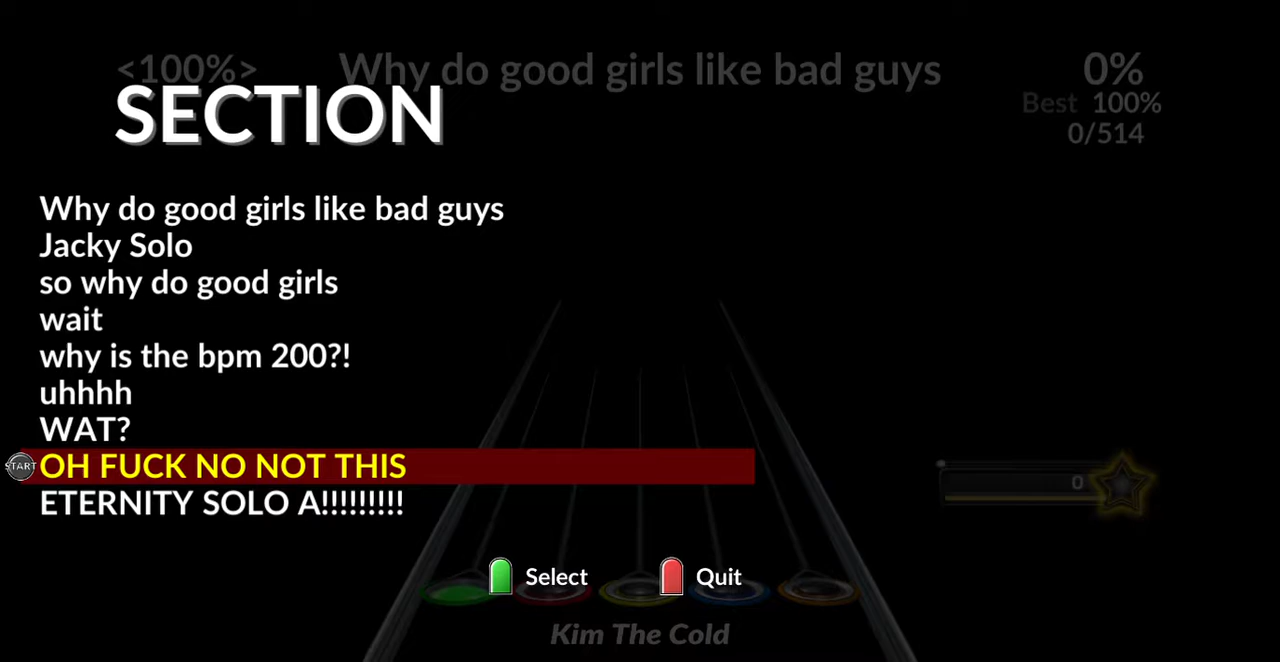 <100%>
Why do good girls like bad guys
0%
Best 100%
0/514
SECTION
Why do good girls like bad guys
Jacky Solo
so why do good girls
wait
why is the bpm 200?!
uhhhh
WAT?
START
OH FUCK NO NOT THIS
ETERNITY SOLO A!!!!!!!!!
0
Select
Quit
Kim The Cold